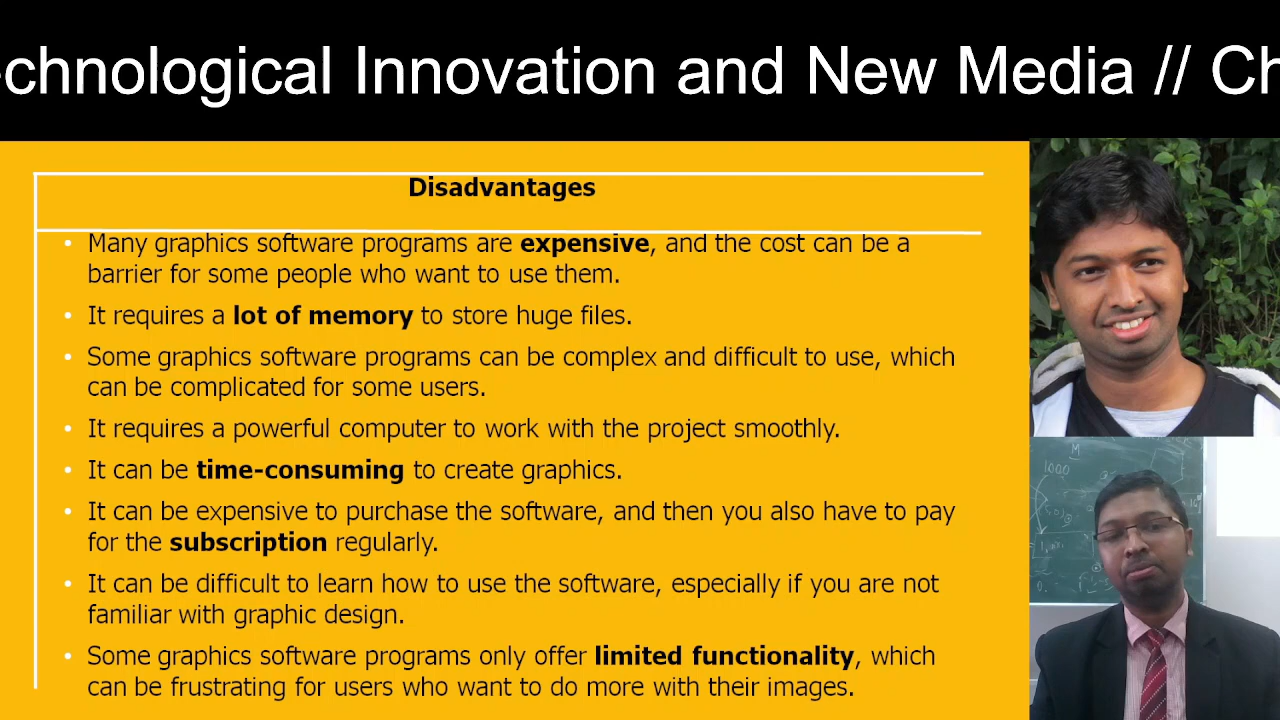 echnological Innovation and New Media // Ch
Disadvantages
• Many graphics software programs are expensive, and the cost can be a
barrier for some people who want to use them.
• It requires a lot of memory to store huge files.
• Some graphics software programs can be complex and difficult to use, which
can be complicated for some users.
• It requires a powerful computer to work with the project smoothly.
• It can be time-consuming to create graphics.
• It can be expensive to purchase the software, and then you also have to pay
for the subscription regularly.
• It can be difficult to learn how to use the software, especially if you are not
familiar with graphic design.
• Some graphics software programs only offer limited functionality, which
can be frustrating for users who want to do more with their images.
M
1000